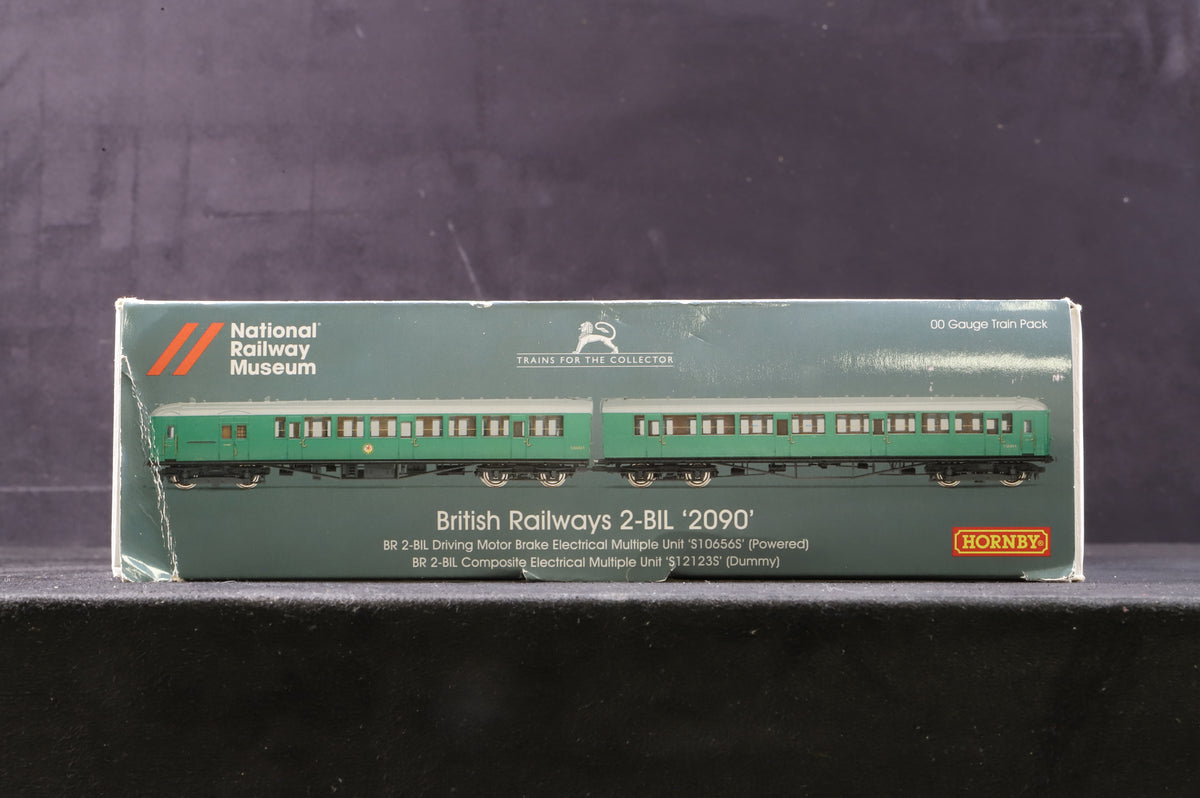 National
Railway
Museum
TRAINS FOR THE COLLECTOR
00 Gauge Train Pack
British Railways 2-BIL ‘2090’
BR 2-BIL Driving Motor Brake Electrical Multiple Unit ‘S10656S’ (Powered)
BR 2-BIL Composite Electrical Multiple Unit ‘S12123S’ (Dummy)
HORNBY®